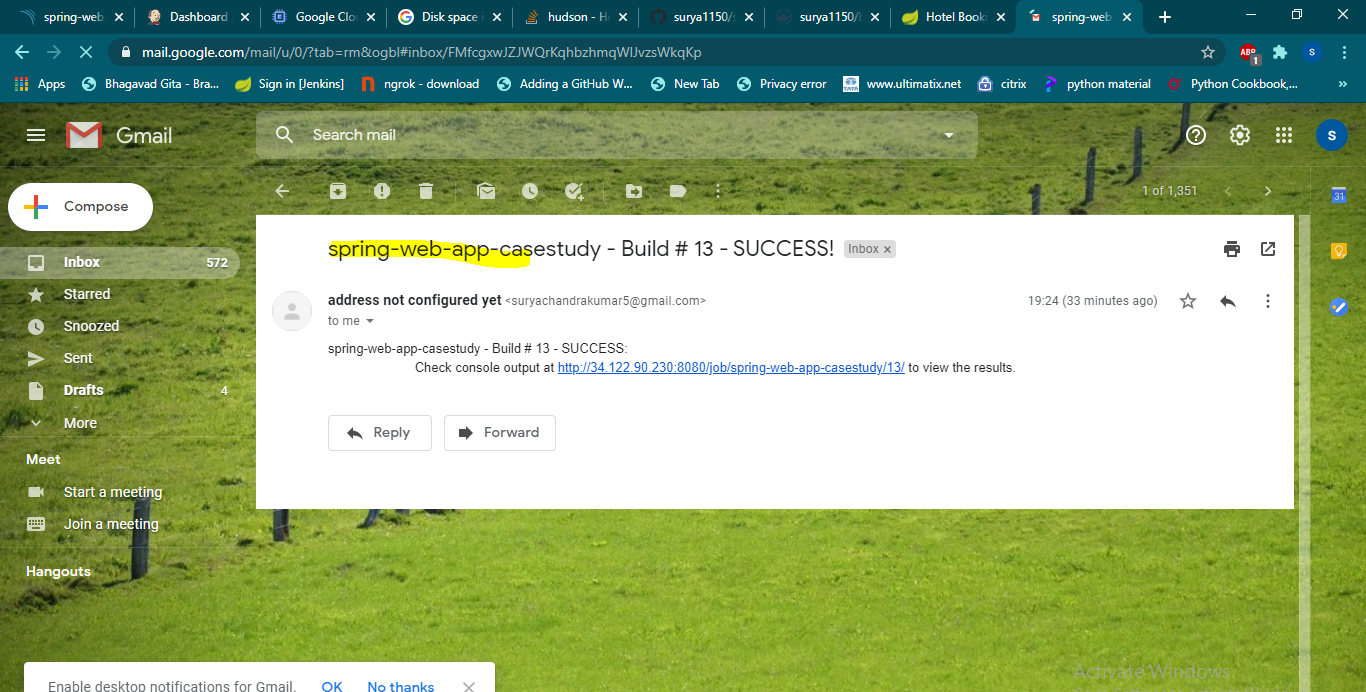 spring-web
Dashboard
Google Clo
Disk space i
hudson - H
surya1150/s
surya1150/b
Hotel Booki
spring-web
mail.google.com/mail/u/0/?tab=rm&ogbl#inbox/FMfcgxwJZJWQrKqhbzhmqWlJvzsWkqKp
ABP
1
S
Apps
Bhagavad Gita - Bra...
Sign in [Jenkins]
ngrok - download
Adding a GitHub W...
New Tab
Privacy error
TATA
www.ultimatix.net
citrix
python material
Python Cookbook,...
»
Gmail
Search mail
S
Compose
1 of 1,351
31
Inbox 572
Starred
Snoozed
Sent
Drafts 4
More
Meet
Start a meeting
Join a meeting
Hangouts
spring-web-app-casestudy - Build # 13 - SUCCESS! Inbox ×
address not configured yet <suryachandrakumar5@gmail.com>
19:24 (33 minutes ago)
to me
spring-web-app-casestudy - Build # 13 - SUCCESS:
Check console output at http://34.122.90.230:8080/job/spring-web-app-casestudy/13/ to view the results.
Reply
Forward
Enable desktop notifications for Gmail. OK No thanks
Activate Windows